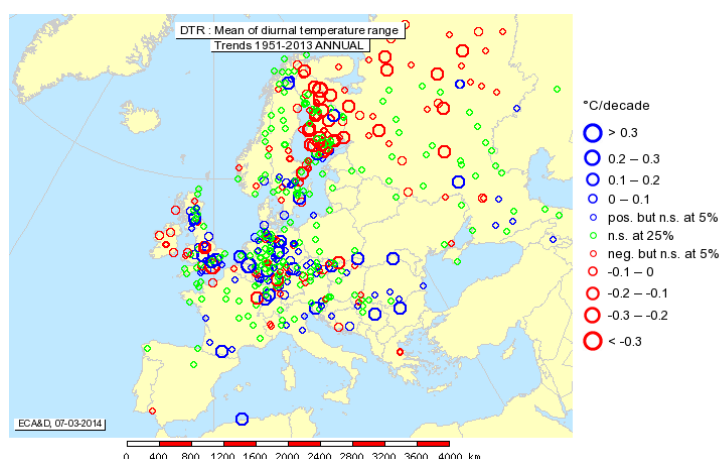 DTR : Mean of diurnal temperature range
Trends 1951-2013 ANNUAL
°C/decade
> 0.3
0.2 – 0.3
0.1 – 0.2
0 – 0.1
pos. but n.s. at 5%
n.s. at 25%
neg. but n.s. at 5%
-0.1 – 0
-0.2 – -0.1
-0.3 – -0.2
< -0.3
ECA&D, 07-03-2014
0 400 800 1200 1600 2000 2400 2800 3200 3600 4000 km